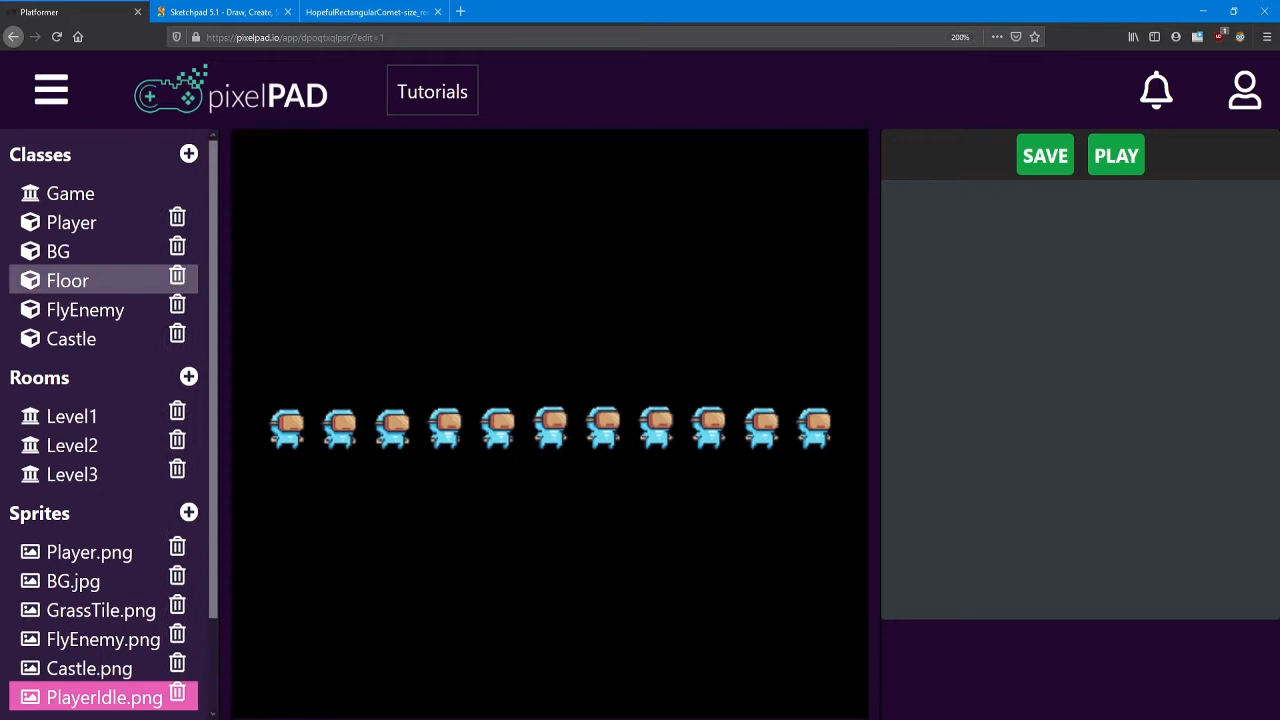 Platformer
Sketchpad 5.1 - Draw, Create, S
HopefulRectangularComet-size_re
https://pixelpad.io/app/dpoqtxqlpsr/?edit=1
200%
pixelPAD
Tutorials
Classes
Game
Player
BG
Floor
FlyEnemy
Castle
Rooms
Level1
Level2
Level3
Sprites
Player.png
BG.jpg
GrassTile.png
FlyEnemy.png
Castle.png
PlayerIdle.png
SAVE
PLAY